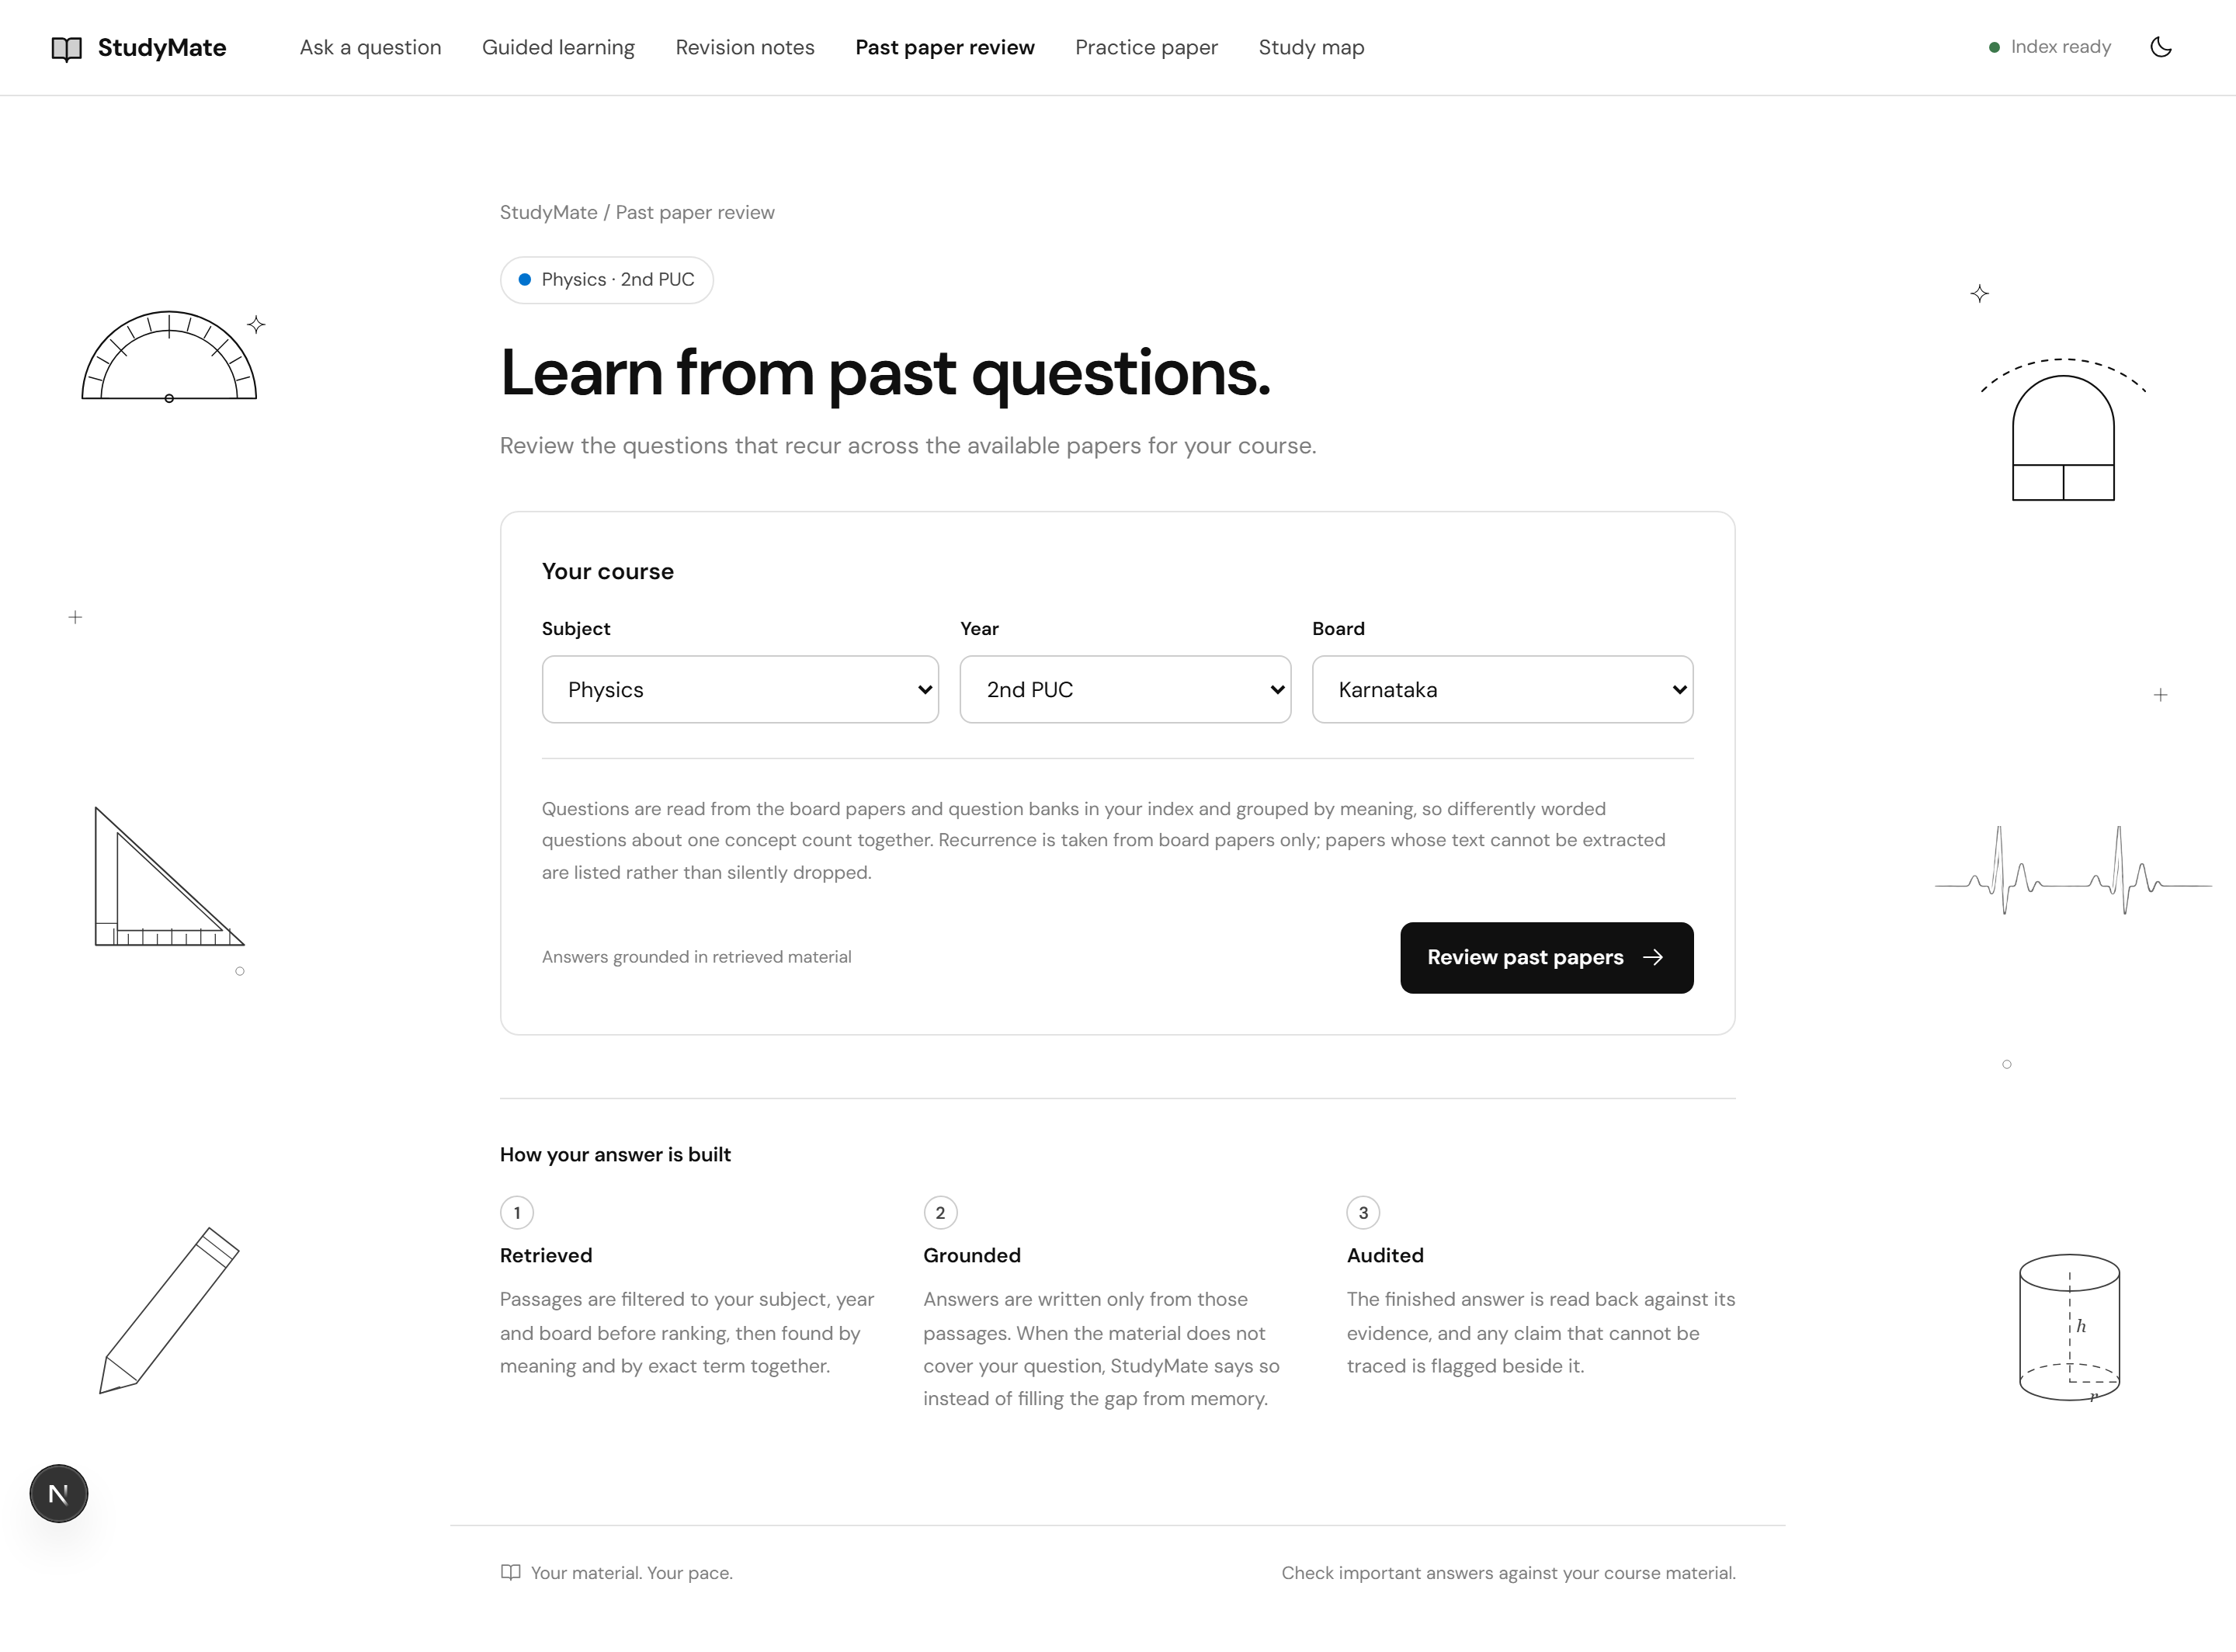 StudyMate
Ask a question
Guided learning
Revision notes
Past paper review
Practice paper
Study map
Index ready
StudyMate / Past paper review
Physics · 2nd PUC
Learn from past questions.
Review the questions that recur across the available papers for your course.
Your course
Subject
Year
Board
Physics
2nd PUC
Karnataka
Questions are read from the board papers and question banks in your index and grouped by meaning, so differently worded
questions about one concept count together. Recurrence is taken from board papers only; papers whose text cannot be extracted
are listed rather than silently dropped.
Answers grounded in retrieved material
Review past papers
How your answer is built
1
Retrieved
Passages are filtered to your subject, year
and board before ranking, then found by
meaning and by exact term together.
2
Grounded
Answers are written only from those
passages. When the material does not
cover your question, StudyMate says so
instead of filling the gap from memory.
3
Audited
The finished answer is read back against its
evidence, and any claim that cannot be
traced is flagged beside it.
h
r
N
Your material. Your pace.
Check important answers against your course material.